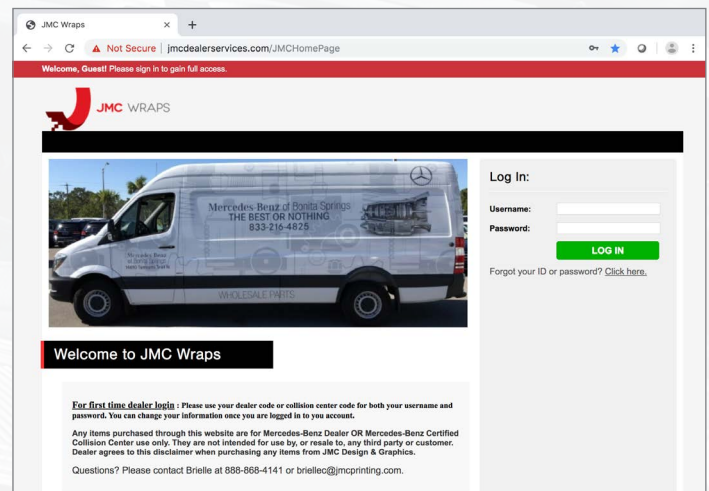 JMC Wraps
Not Secure | jmcdealerservices.com/JMCHomePage
Welcome, Guest! Please sign in to gain full access.
JMC WRAPS
Mercedes-Benz of Bonita Springs
THE BEST OR NOTHING
833-216-4825
Mercedes-Benz
of Bonita Springs
WHOLESALE PARTS
Log In:
Username:
Password:
LOG IN
Forgot your ID or password? Click here.
Welcome to JMC Wraps
For first time dealer login : Please use your dealer code or collision center code for both your username and
password. You can change your information once you are logged in to you account.
Any items purchased through this website are for Mercedes-Benz Dealer OR Mercedes-Benz Certified
Collision Center use only. They are not intended for use by, or resale to, any third party or customer.
Dealer agrees to this disclaimer when purchasing any items from JMC Design & Graphics.
Questions? Please contact Brielle at 888-868-4141 or briellec@jmcprinting.com.